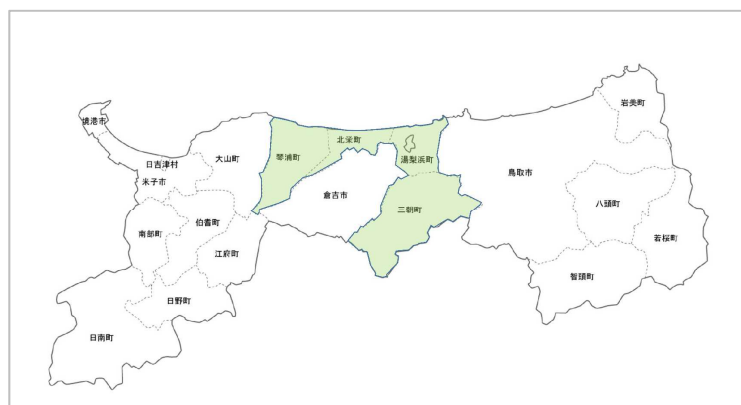 岩美町
境港市
北栄町
日吉津村
大山町
琴浦町
湯梨浜町
米子市
鳥取市
倉吉市
三朝町
八頭町
伯耆町
南部町
若桜町
江府町
智頭町
日野町
日南町